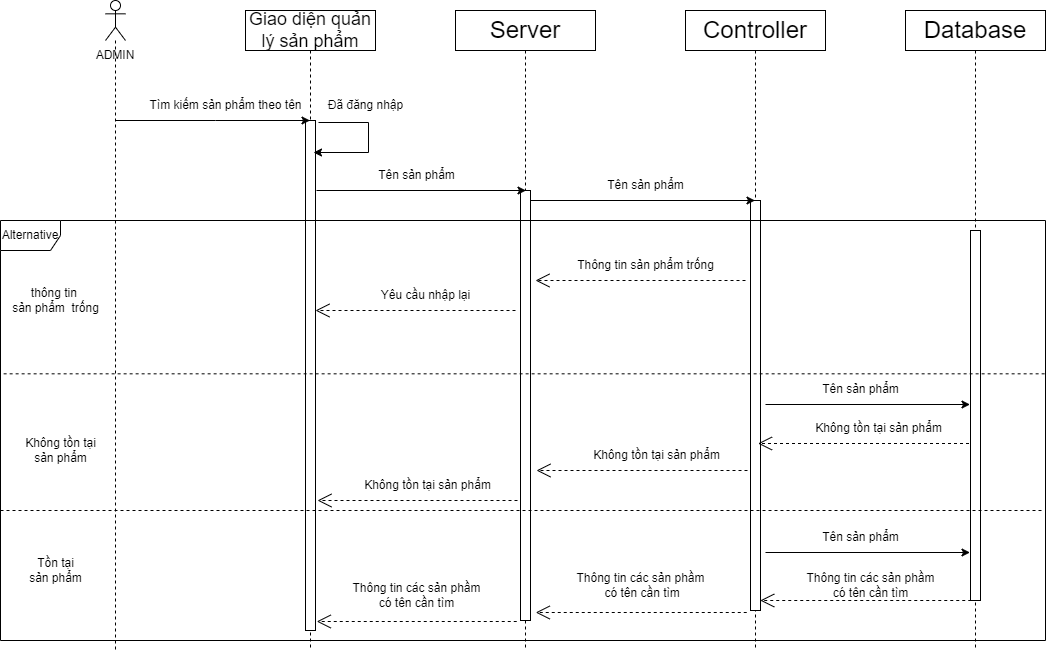 Giao diện quản
lý sản phẩm
Server
Controller
Database
ADMIN
Tìm kiếm sản phẩm theo tên
Đã đăng nhập
Tên sản phẩm
Tên sản phẩm
Alternative
Thông tin sản phẩm trống
thông tin
sản phẩm trống
Yêu cầu nhập lại
Tên sản phẩm
Không tồn tại sản phẩm
Không tồn tại
sản phẩm
Không tồn tại sản phẩm
Không tồn tại sản phẩm
Tên sản phẩm
Tồn tại
sản phẩm
Thông tin các sản phầm
có tên cần tìm
Thông tin các sản phầm
có tên cần tìm
Thông tin các sản phầm
có tên cần tìm